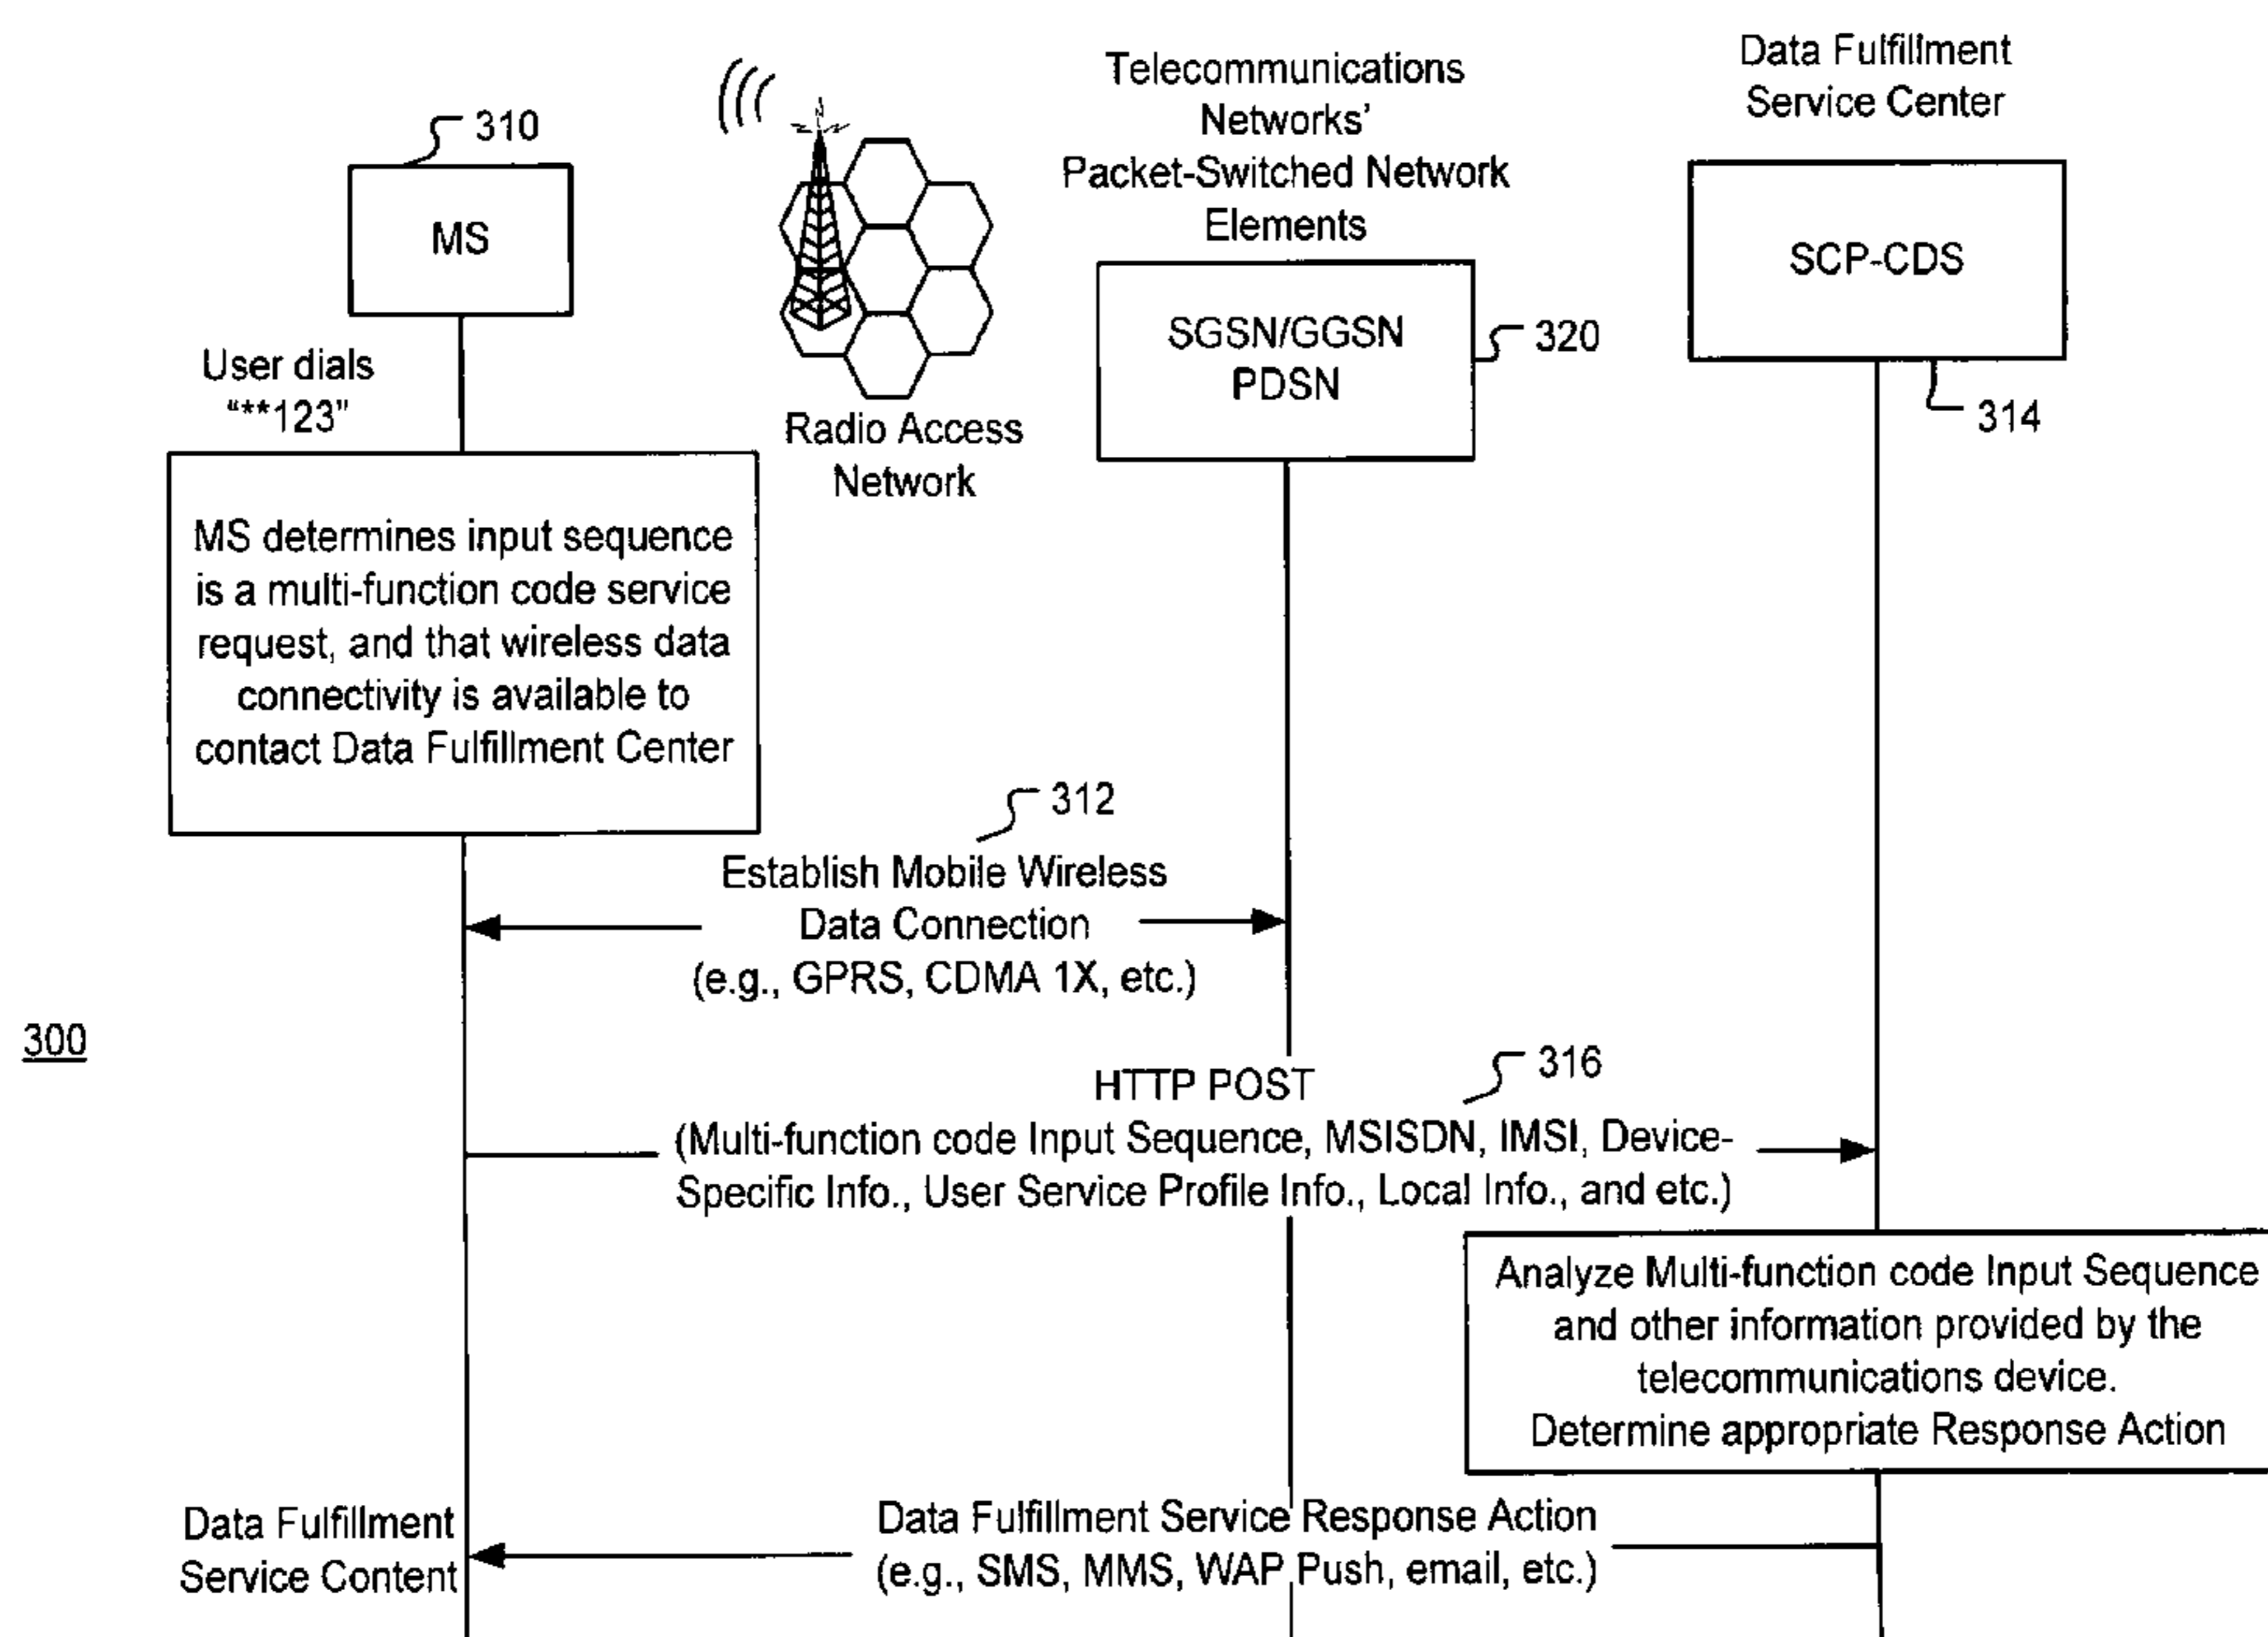 310
MS
User dials
“**123”
Radio Access
Network
Telecommunications
Networks’
Packet-Switched Network
Elements
SGSN/GGSN
PDSN
320
Data Fulfillment
Service Center
SCP-CDS
314
MS determines input sequence
is a multi-function code service
request, and that wireless data
connectivity is available to
contact Data Fulfillment Center
312
Establish Mobile Wireless
Data Connection
(e.g., GPRS, CDMA 1X, etc.)
300
HTTP POST
316
(Multi-function code Input Sequence, MSISDN, IMSI, Device-
Specific Info., User Service Profile Info., Local Info., and etc.)
Analyze Multi-function code Input Sequence
and other information provided by the
telecommunications device.
Determine appropriate Response Action
Data Fulfillment
Service Content
Data Fulfillment Service Response Action
(e.g., SMS, MMS, WAP Push, email, etc.)